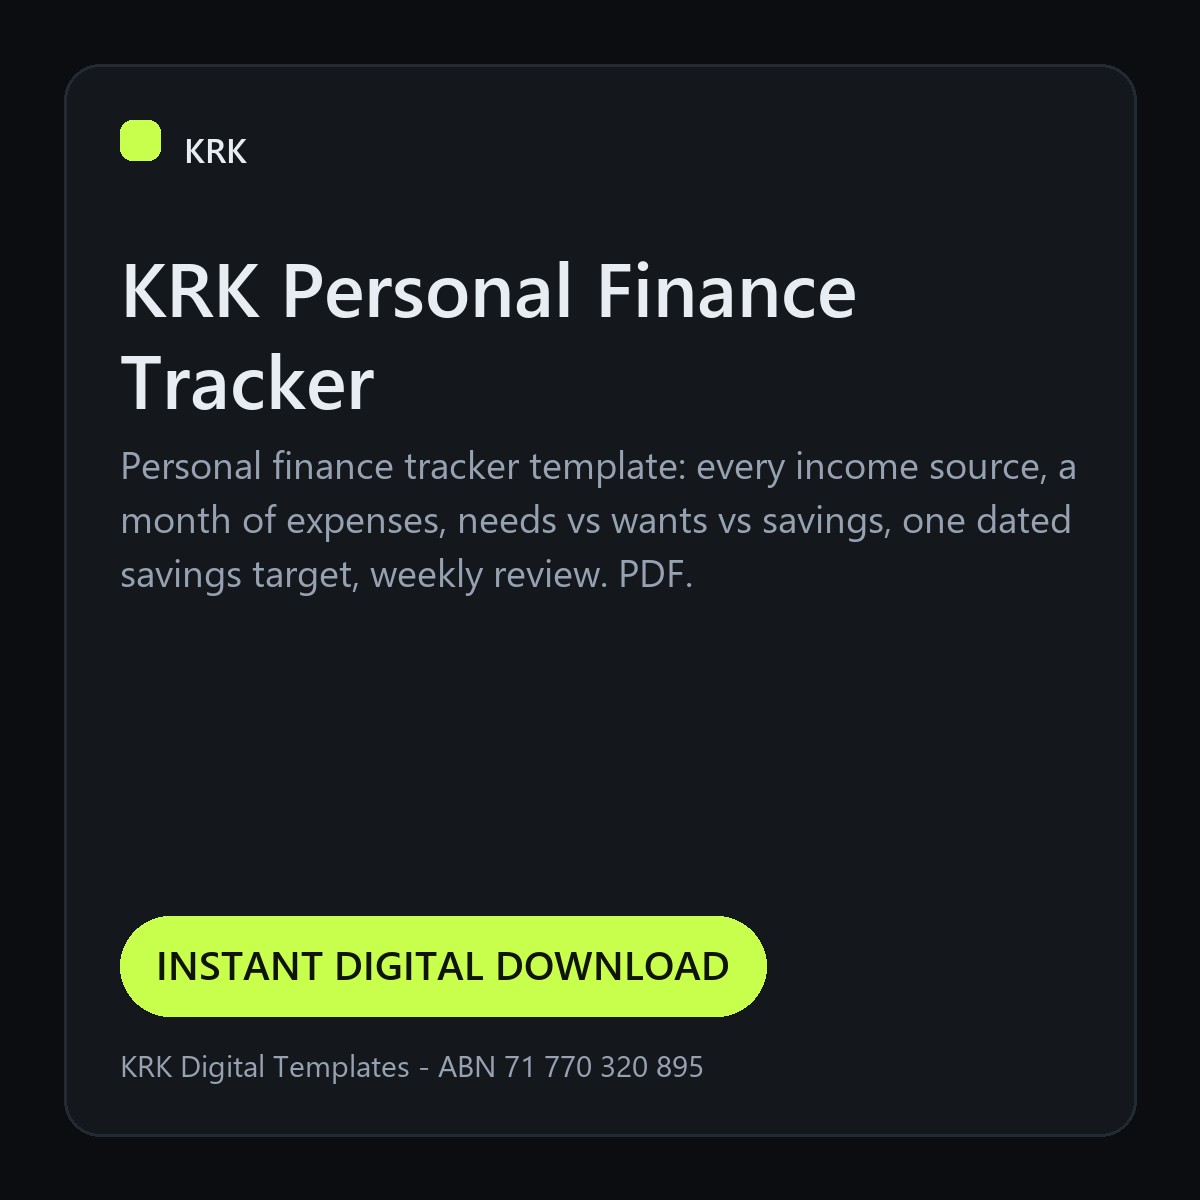 KRK
KRK Personal Finance
Tracker
Personal finance tracker template: every income source, a
month of expenses, needs vs wants vs savings, one dated
savings target, weekly review. PDF.
INSTANT DIGITAL DOWNLOAD
KRK Digital Templates - ABN 71 770 320 895